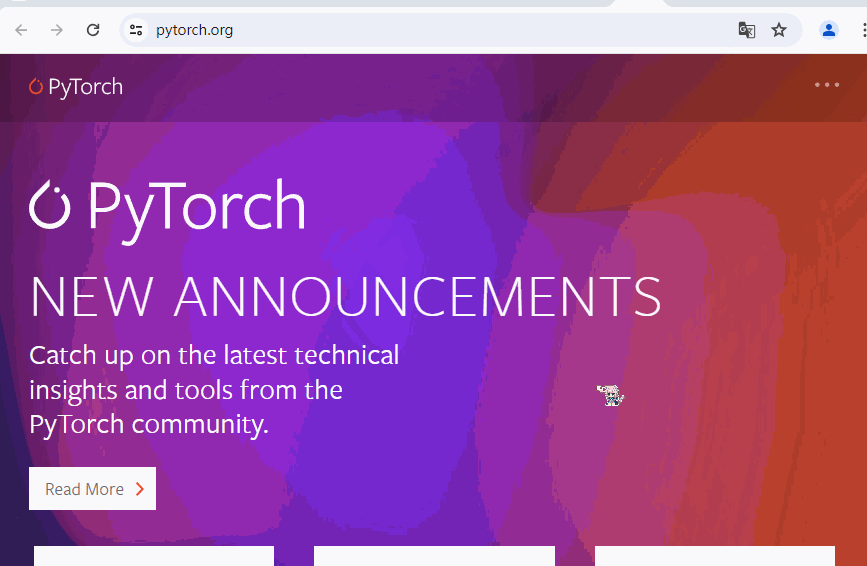 pytorch.org
PyTorch
PyTorch
NEW ANNOUNCEMENTS
Catch up on the latest technical
insights and tools from the
PyTorch community.
Read More